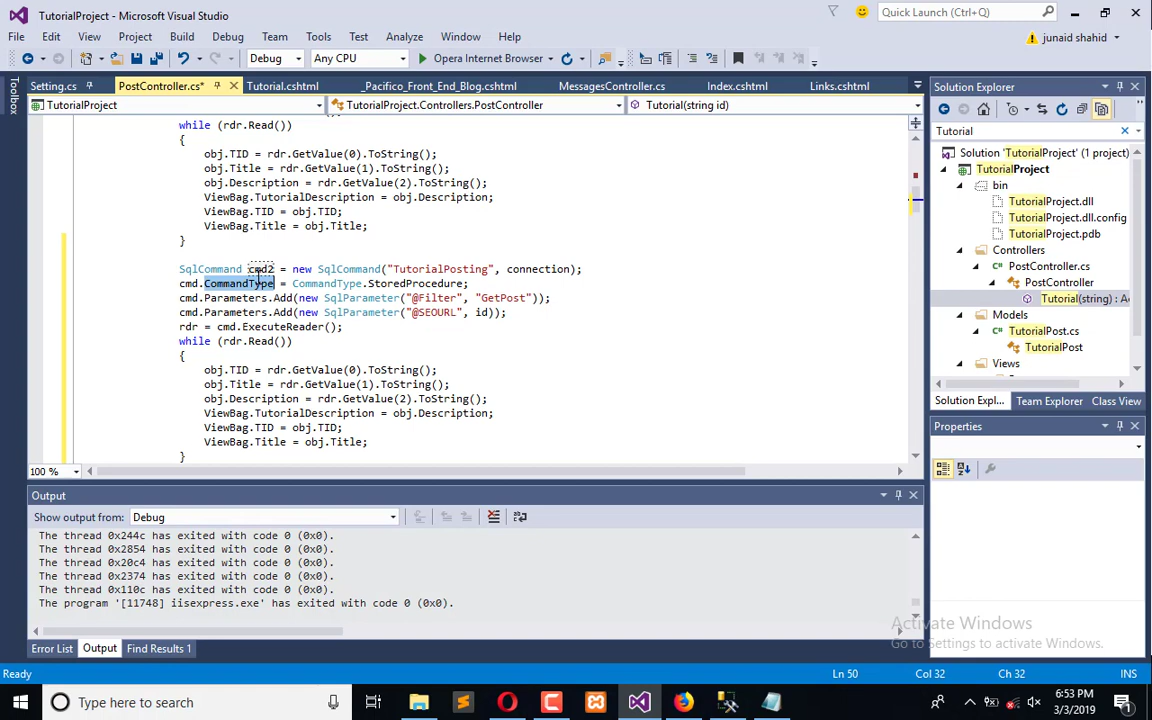 TutorialProject - Microsoft Visual Studio
Quick Launch (Ctrl+Q)
File Edit View Project Build Debug Team Tools Test Analyze Window Help
junaid shahid
Debug Any CPU Opera Internet Browser
Toolbox
Setting.cs PostController.cs* Tutorial.cshtml _Pacifico_Front_End_Blog.cshtml MessagesController.cs Index.cshtml Links.cshtml
TutorialProject TutorialProject.Controllers.PostController Tutorial(string id)
while (rdr.Read())
{
obj.TID = rdr.GetValue(0).ToString();
obj.Title = rdr.GetValue(1).ToString();
obj.Description = rdr.GetValue(2).ToString();
ViewBag.TutorialDescription = obj.Description;
ViewBag.TID = obj.TID;
ViewBag.Title = obj.Title;
}
SqlCommand cmd2 = new SqlCommand("TutorialPosting", connection);
cmd.CommandType = CommandType.StoredProcedure;
cmd.Parameters.Add(new SqlParameter("@Filter", "GetPost"));
cmd.Parameters.Add(new SqlParameter("@SEOURL", id));
rdr = cmd.ExecuteReader();
while (rdr.Read())
{
obj.TID = rdr.GetValue(0).ToString();
obj.Title = rdr.GetValue(1).ToString();
obj.Description = rdr.GetValue(2).ToString();
ViewBag.TutorialDescription = obj.Description;
ViewBag.TID = obj.TID;
ViewBag.Title = obj.Title;
}
100 %
Output
Show output from: Debug
The thread 0x244c has exited with code 0 (0x0).
The thread 0x2854 has exited with code 0 (0x0).
The thread 0x20c4 has exited with code 0 (0x0).
The thread 0x2374 has exited with code 0 (0x0).
The thread 0x110c has exited with code 0 (0x0).
The program '[11748] iisexpress.exe' has exited with code 0 (0x0).
Error List Output Find Results 1
Solution Explorer
Tutorial
Solution 'TutorialProject' (1 project)
TutorialProject
bin
TutorialProject.dll
TutorialProject.dll.config
TutorialProject.pdb
Controllers
PostController.cs
PostController
Tutorial(string) : A
Models
TutorialPost.cs
TutorialPost
Views
Solution Expl... Team Explorer Class View
Properties
Activate Windows
Go to Settings to activate Windows.
Ready Ln 50 Col 32 Ch 32 INS
Type here to search
6:53 PM
3/3/2019
1